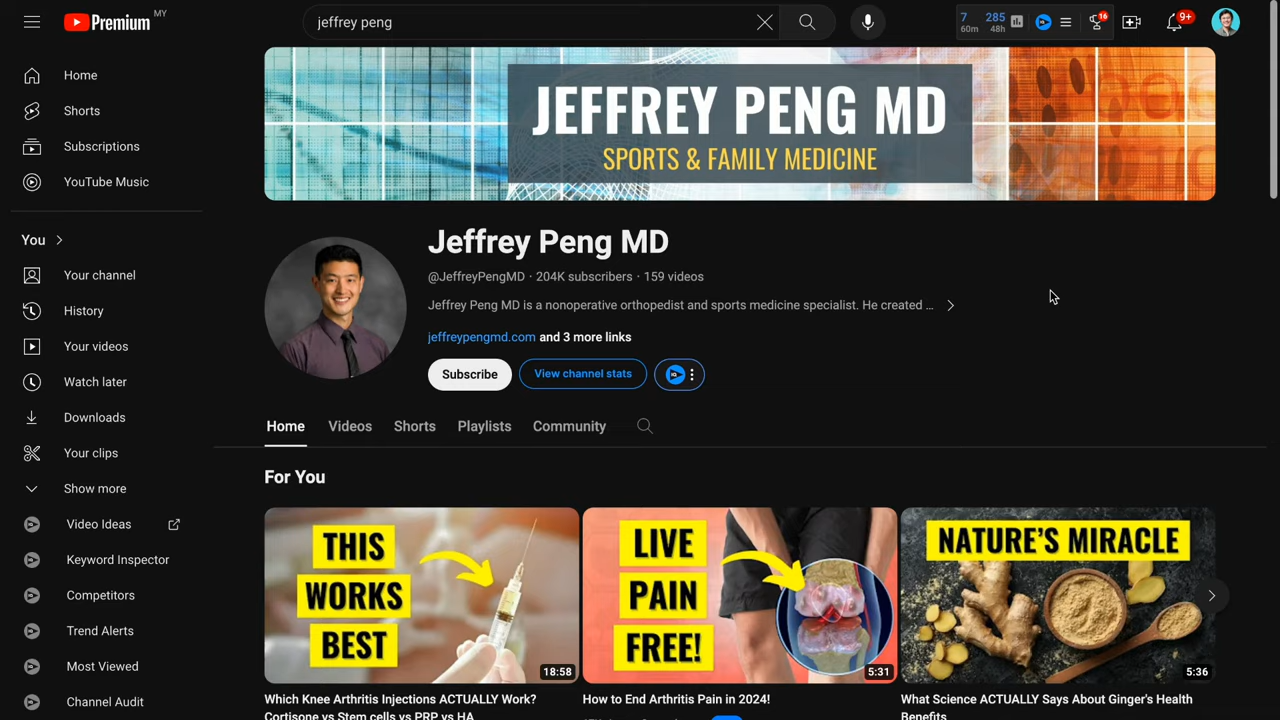 Premium MY
jeffrey peng
7 285
60m 48h
16
9+
Home
Shorts
Subscriptions
YouTube Music
You
Your channel
History
Your videos
Watch later
Downloads
Your clips
Show more
Video Ideas
Keyword Inspector
Competitors
Trend Alerts
Most Viewed
Channel Audit
JEFFREY PENG MD
SPORTS & FAMILY MEDICINE
Jeffrey Peng MD
@JeffreyPengMD · 204K subscribers · 159 videos
Jeffrey Peng MD is a nonoperative orthopedist and sports medicine specialist. He created ...
jeffreypengmd.com and 3 more links
Subscribe
View channel stats
IQ
Home Videos Shorts Playlists Community
For You
THIS
WORKS
BEST
18:58
Which Knee Arthritis Injections ACTUALLY Work?
Cortisone vs Stem cells vs PRP vs HA
LIVE
PAIN
FREE!
5:31
How to End Arthritis Pain in 2024!
NATURE'S MIRACLE
5:36
What Science ACTUALLY Says About Ginger's Health
Benefits